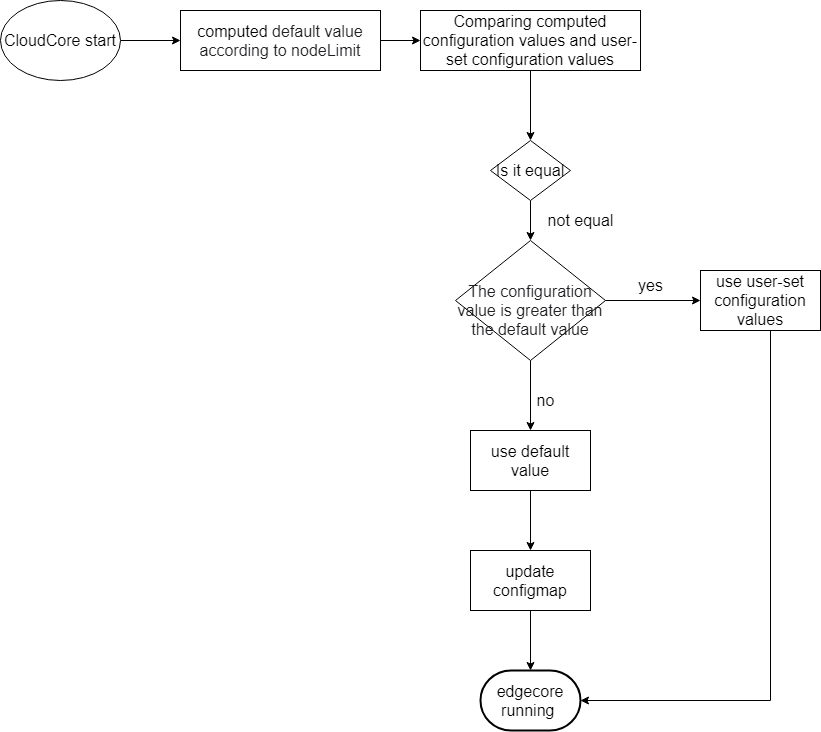 CloudCore start
computed default value
according to nodeLimit
Comparing computed
configuration values and user-
set configuration values
Is it equal
not equal
The configuration
value is greater than
the default value
yes
use user-set
configuration
values
no
use default
value
update
configmap
edgecore
running